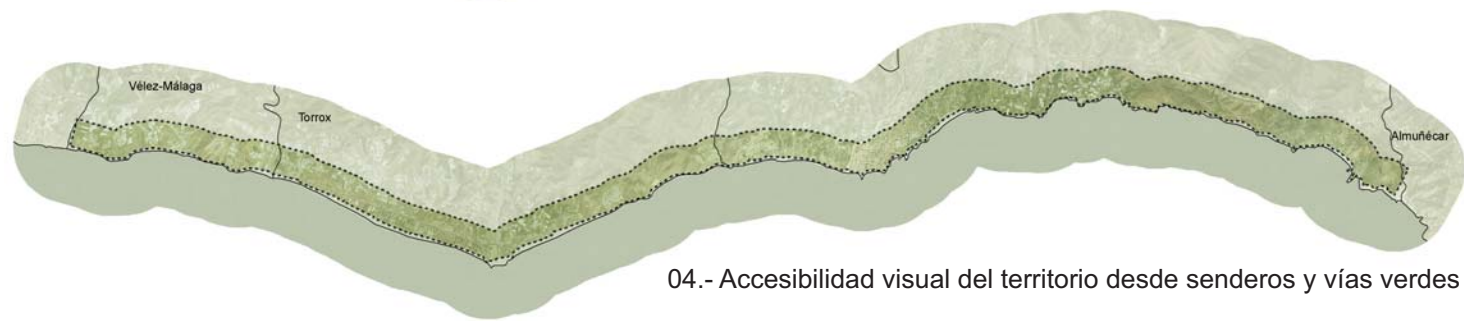 Vélez-Málaga
Torrox
Almuñécar
04.- Accesibilidad visual del territorio desde senderos y vías verdes